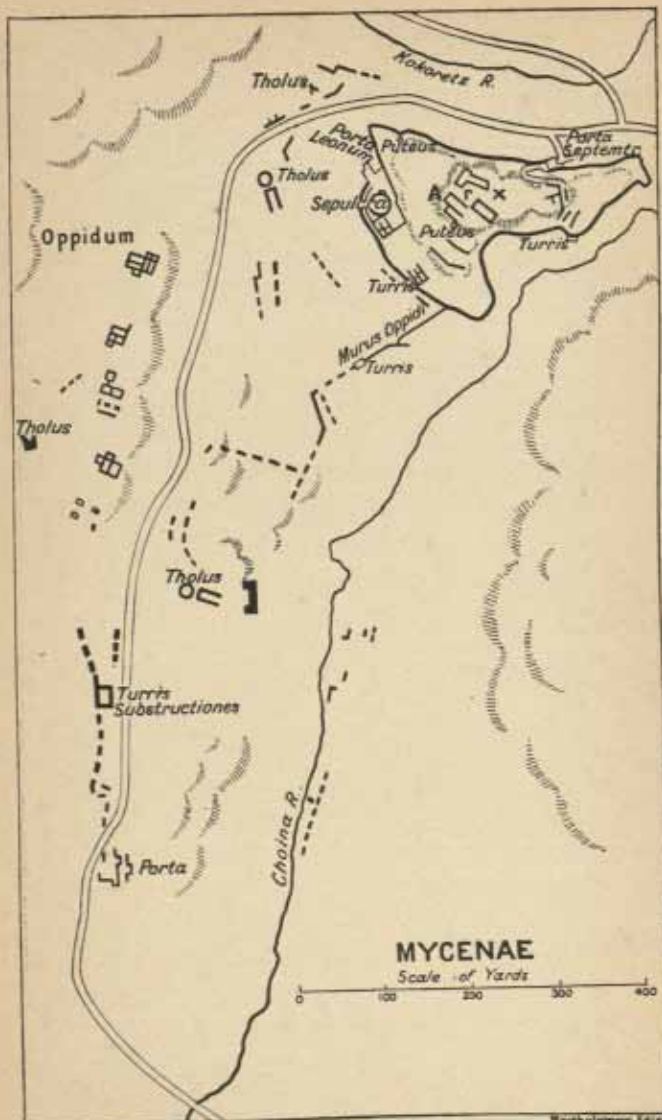 Kokoretz R.
Tholus
Porta
Leonum
Puteus
Porta
Septemtr.
Tholus
Sepul
a
A
Puteus
Turris
Oppidum
Turris
Murus Oppidi
Turris
Tholus
Tholus
Turris
Substructiones
Choina R.
Porta
MYCENAE
Scale of Yards
0 100 200 300 400